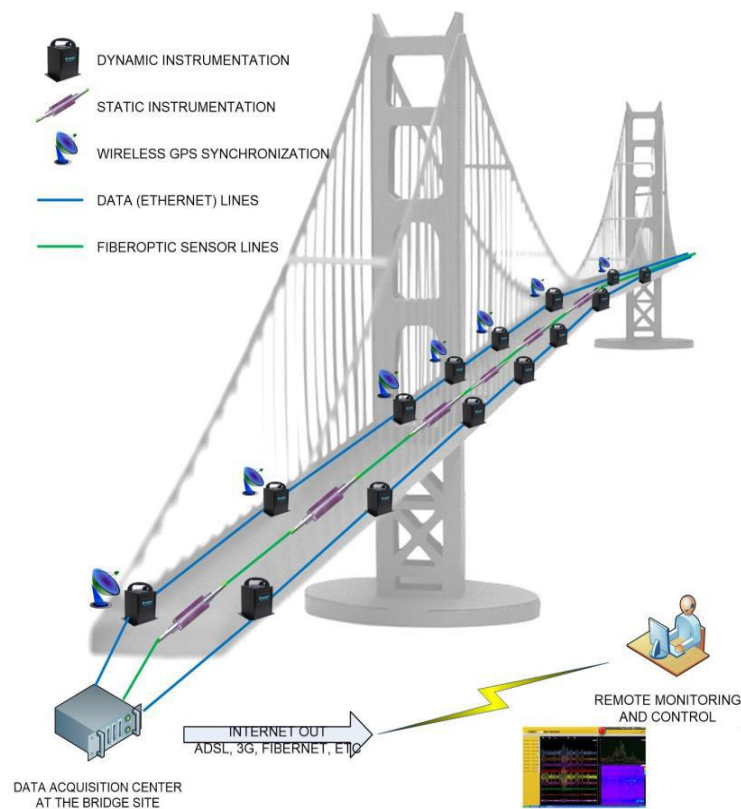 DYNAMIC INSTRUMENTATION
STATIC INSTRUMENTATION
WIRELESS GPS SYNCHRONIZATION
DATA (ETHERNET) LINES
FIBEROPTIC SENSOR LINES
REMOTE MONITORING
AND CONTROL
INTERNET OUT
ADSL, 3G, FIBERNET, ETC
DATA ACQUISITION CENTER
AT THE BRIDGE SITE